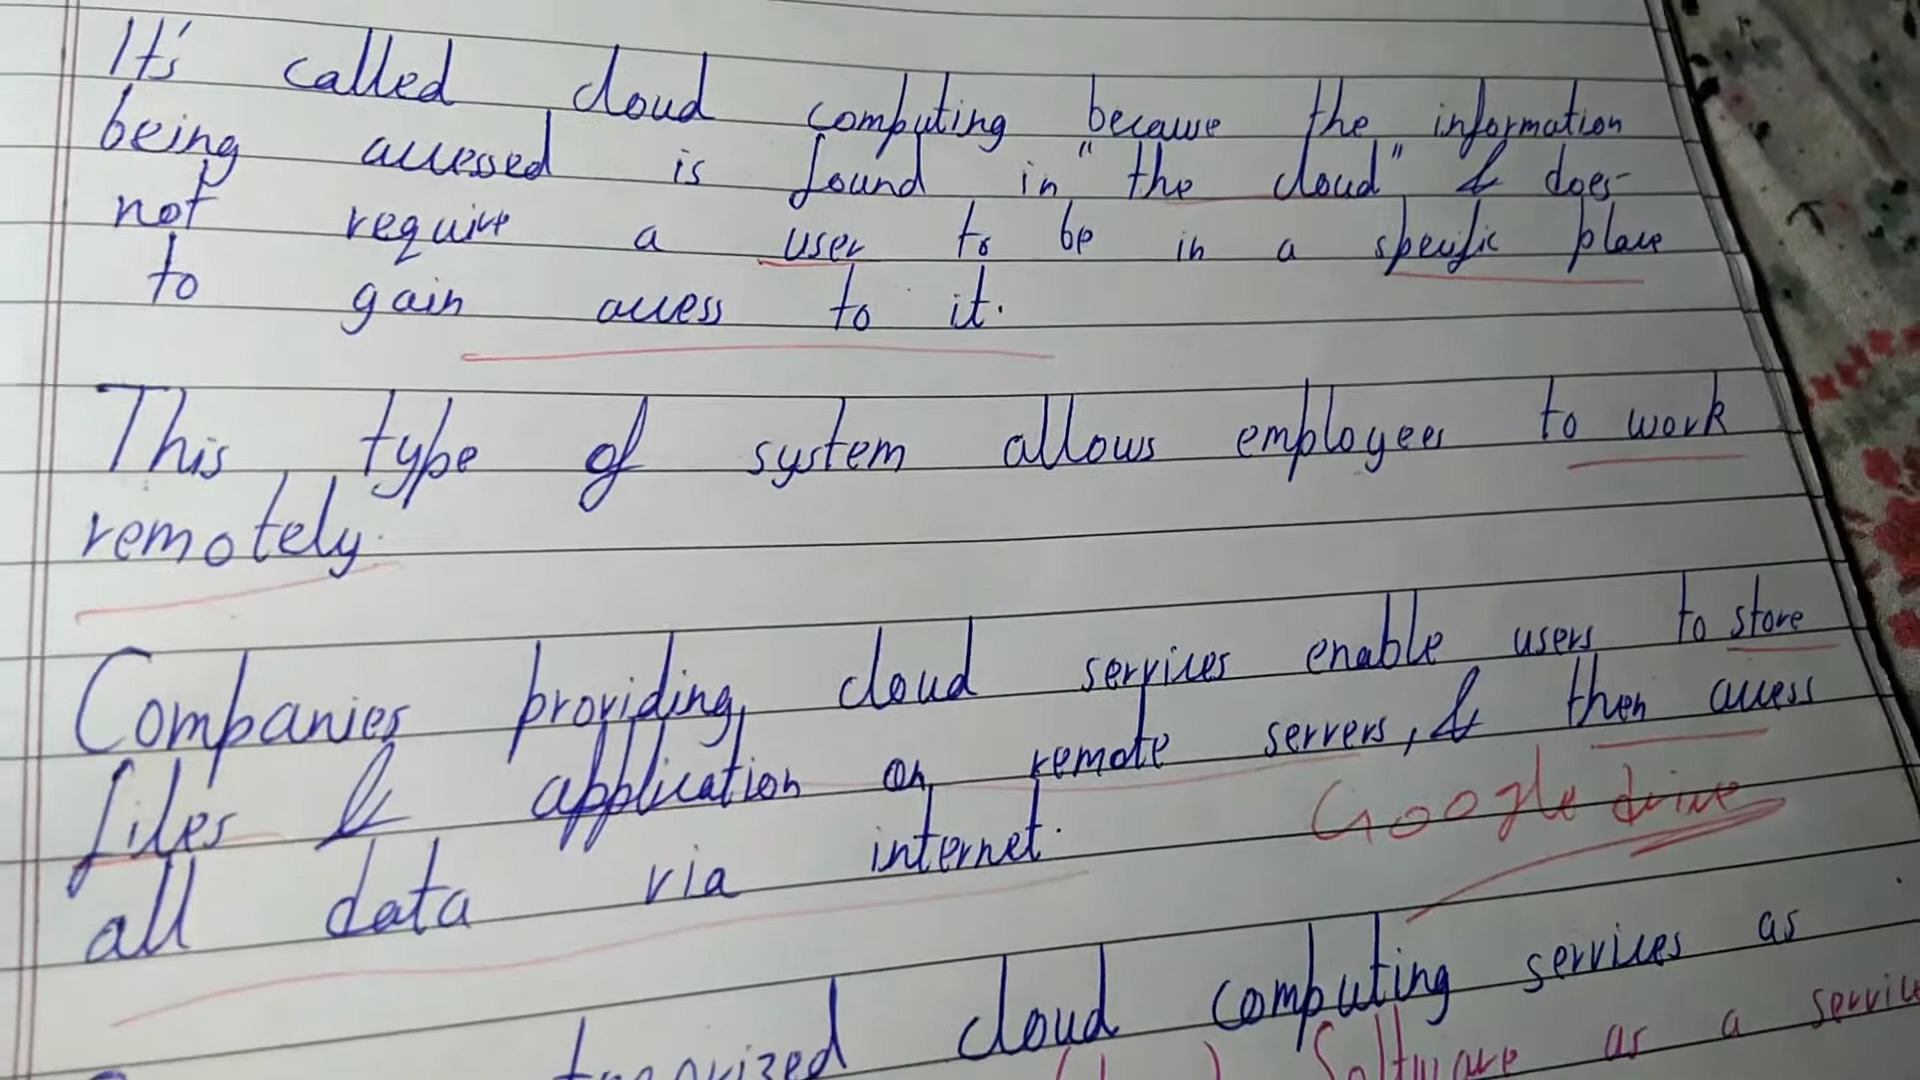 It's called cloud computing because the information
being accessed is found in "the cloud" & does
not require a user to be in a specific place
to gain access to it.
This type of system allows employees to work
remotely.
Companies providing cloud services enable users to store
files & application on remote servers, & then access
all data via internet.
Google drive
cloud computing services as
Software as a service